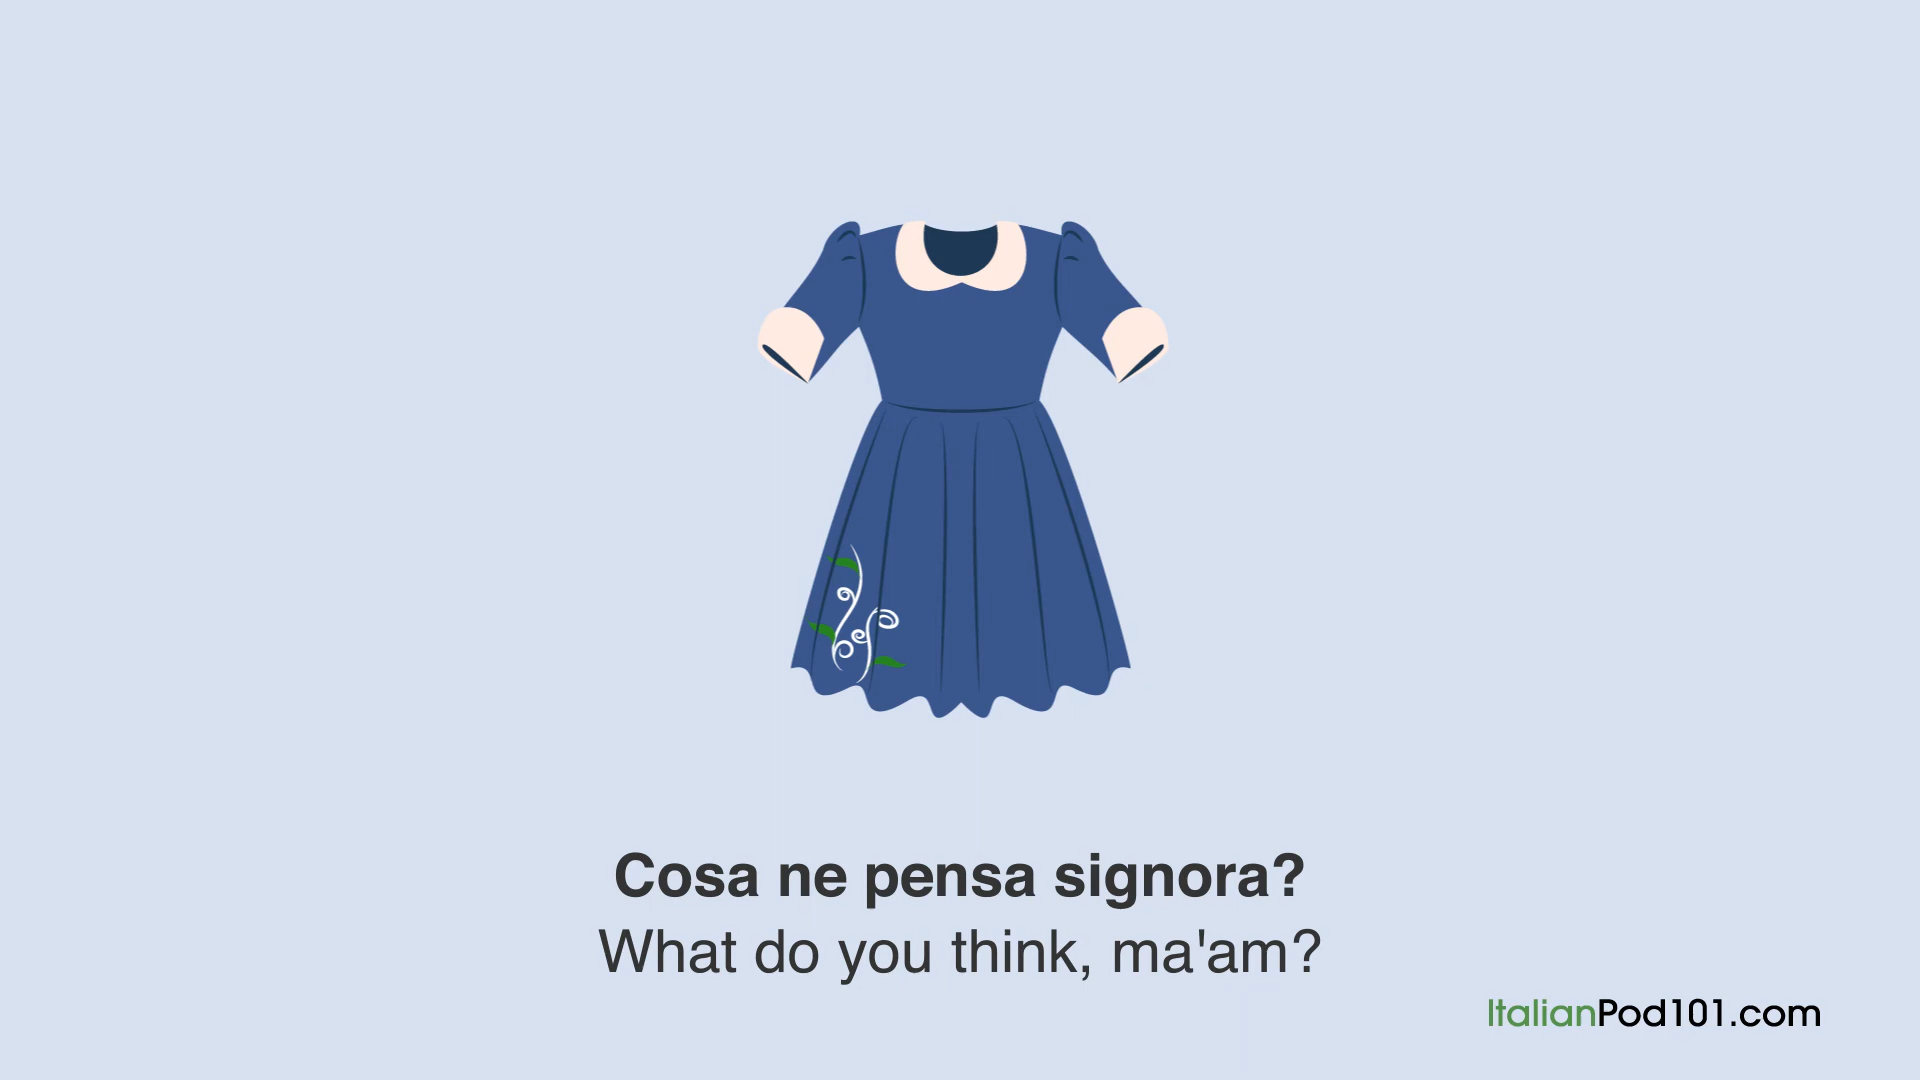 Cosa ne pensa signora?
What do you think, ma'am?
ItalianPod101.com